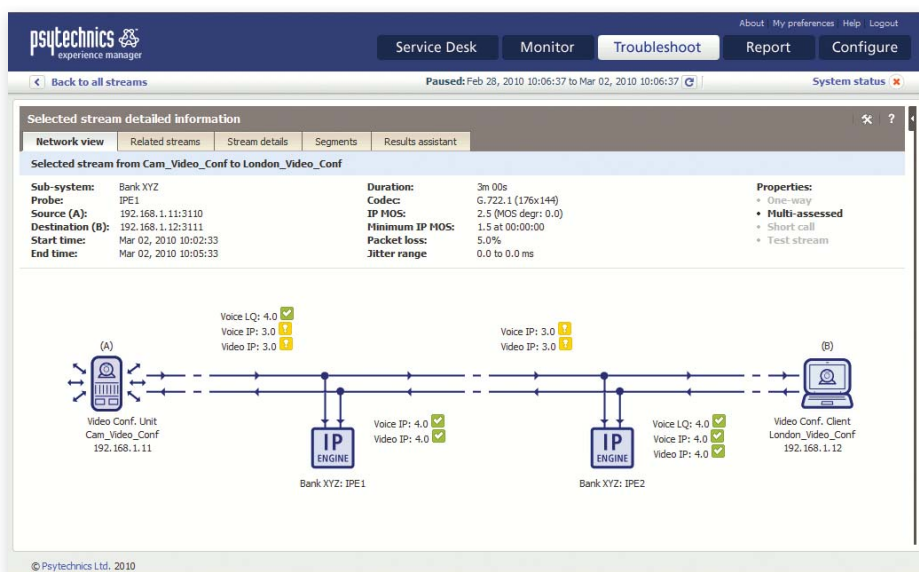 About My preferences Help Logout
psytechnics
experience manager
Service Desk Monitor Troubleshoot Report Configure
Back to all streams
Paused: Feb 28, 2010 10:06:37 to Mar 02, 2010 10:06:37
System status
Selected stream detailed information
?
Network view Related streams Stream details Segments Results assistant
Selected stream from Cam_Video_Conf to London_Video_Conf
Sub-system: Bank XYZ
Probe: IPE1
Source (A): 192.168.1.11:3110
Destination (B): 192.168.1.12:3111
Start time: Mar 02, 2010 10:02:33
End time: Mar 02, 2010 10:05:33
Duration: 3m 00s
Codec: G.722.1 (176x144)
IP MOS: 2.5 (MOS degr: 0.0)
Minimum IP MOS: 1.5 at 00:00:00
Packet loss: 5.0%
Jitter range 0.0 to 0.0 ms
Properties:
• One-way
• Multi-assessed
• Short call
• Test stream
Voice LQ: 4.0
Voice IP: 3.0
Video IP: 3.0
Voice IP: 3.0
Video IP: 3.0
(A)
(B)
Video Conf. Unit
Cam_Video_Conf
192.168.1.11
IP
ENGINE
Bank XYZ: IPE1
Voice IP: 4.0
Video IP: 4.0
IP
ENGINE
Bank XYZ: IPE2
Voice LQ: 4.0
Voice IP: 4.0
Video IP: 4.0
Video Conf. Client
London_Video_Conf
192.168.1.12
© Psytechnics Ltd. 2010